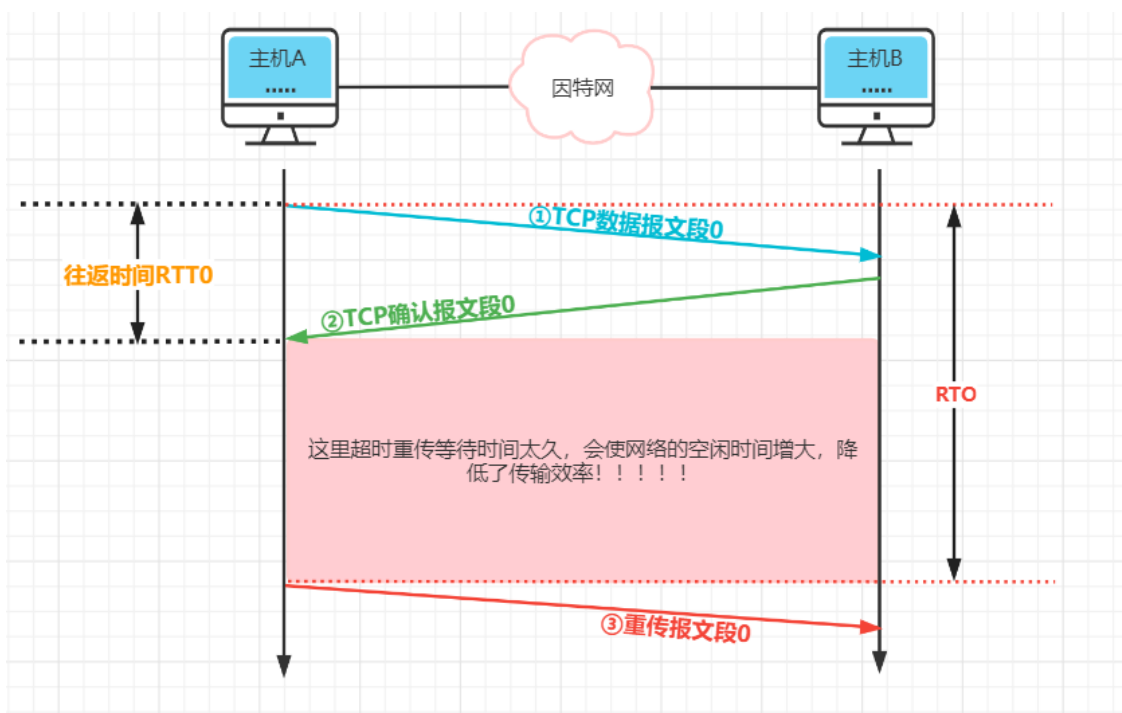 主机A
因特网
主机B
①TCP数据报文段0
往返时间RTT0
②TCP确认报文段0
RTO
这里超时重传等待时间太久，会使网络的空闲时间增大，降
低了传输效率！！！！！
③重传报文段0